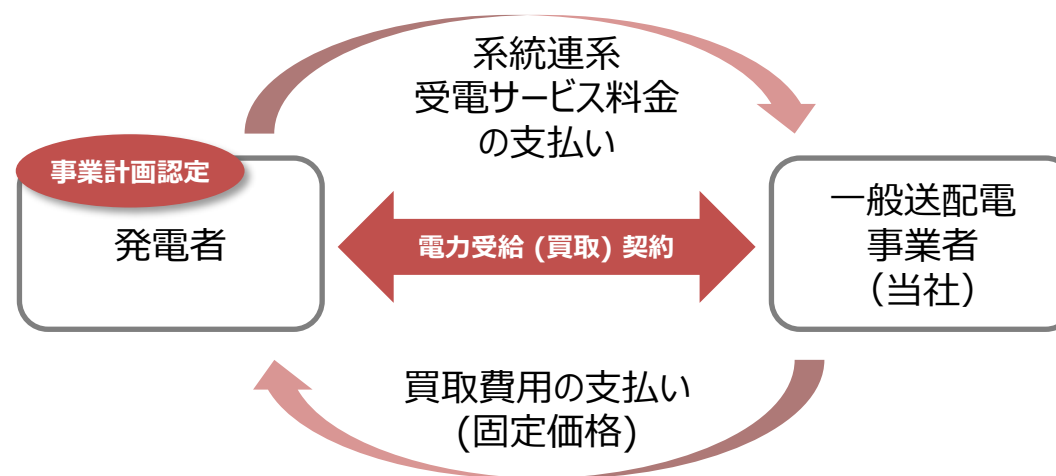 系統連系
受電サービス料金
の支払い
事業計画認定
発電者
電力受給 (買取) 契約
一般送配電
事業者
（当社）
買取費用の支払い
(固定価格)